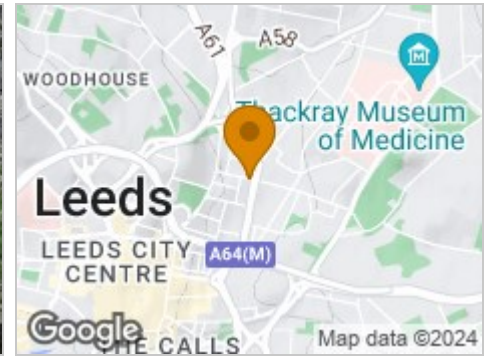 A61
A58
WOODHOUSE
Thackray Museum
of Medicine
Leeds
LEEDS CITY
CENTRE
A64(M)
Google
THE CALLS
Map data ©2024